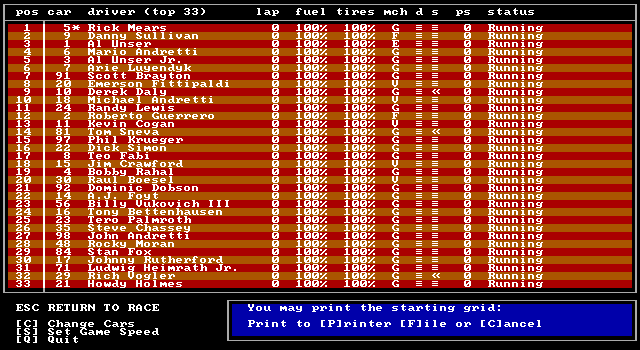 pos car driver (top 33) lap fuel tires mch d s ps status
1 5* Rick Mears 0 100% 100% G ≡ ≡ 0 Running
2 9 Danny Sullivan 0 100% 100% F ≡ ≡ 0 Running
3 1 Al Unser 0 100% 100% E ≡ ≡ 0 Running
4 6 Mario Andretti 0 100% 100% G ≡ ≡ 0 Running
5 3 Al Unser Jr. 0 100% 100% G ≡ ≡ 0 Running
6 7 Arie Luyendyk 0 100% 100% G ≡ ≡ 0 Running
7 91 Scott Brayton 0 100% 100% G ≡ ≡ 0 Running
8 20 Emerson Fittipaldi 0 100% 100% V ≡ ≡ 0 Running
9 10 Derek Daly 0 100% 100% G ≡ « 0 Running
10 18 Michael Andretti 0 100% 100% V ≡ ≡ 0 Running
11 24 Randy Lewis 0 100% 100% G ≡ ≡ 0 Running
12 2 Roberto Guerrero 0 100% 100% F ≡ ≡ 0 Running
13 11 Kevin Cogan 0 100% 100% V ≡ ≡ 0 Running
14 81 Tom Sneva 0 100% 100% G ≡ « 0 Running
15 97 Phil Krueger 0 100% 100% G ≡ ≡ 0 Running
16 22 Dick Simon 0 100% 100% G ≡ ≡ 0 Running
17 8 Teo Fabi 0 100% 100% G ≡ ≡ 0 Running
18 15 Jim Crawford 0 100% 100% V ≡ ≡ 0 Running
19 4 Bobby Rahal 0 100% 100% G ≡ ≡ 0 Running
20 30 Raul Boesel 0 100% 100% V ≡ ≡ 0 Running
21 92 Dominic Dobson 0 100% 100% G ≡ ≡ 0 Running
22 14 A.J. Foyt 0 100% 100% G ≡ ≡ 0 Running
23 56 Billy Vukovich III 0 100% 100% G ≡ ≡ 0 Running
24 16 Tony Bettenhausen 0 100% 100% G ≡ ≡ 0 Running
25 23 Tero Palmroth 0 100% 100% G ≡ ≡ 0 Running
26 35 Steve Chassey 0 100% 100% G ≡ ≡ 0 Running
27 98 John Andretti 0 100% 100% G ≡ ≡ 0 Running
28 48 Rocky Moran 0 100% 100% G ≡ ≡ 0 Running
29 84 Stan Fox 0 100% 100% G ≡ ≡ 0 Running
30 17 Johnny Rutherford 0 100% 100% G ≡ ≡ 0 Running
31 71 Ludwig Heimrath Jr. 0 100% 100% G ≡ ≡ 0 Running
32 29 Rich Vogler 0 100% 100% G ≡ « 0 Running
33 21 Howdy Holmes 0 100% 100% G ≡ ≡ 0 Running
ESC RETURN TO RACE
[C] Change Cars
[S] Set Game Speed
[Q] Quit
You may print the starting grid:
Print to [P]rinter [F]ile or [C]ancel